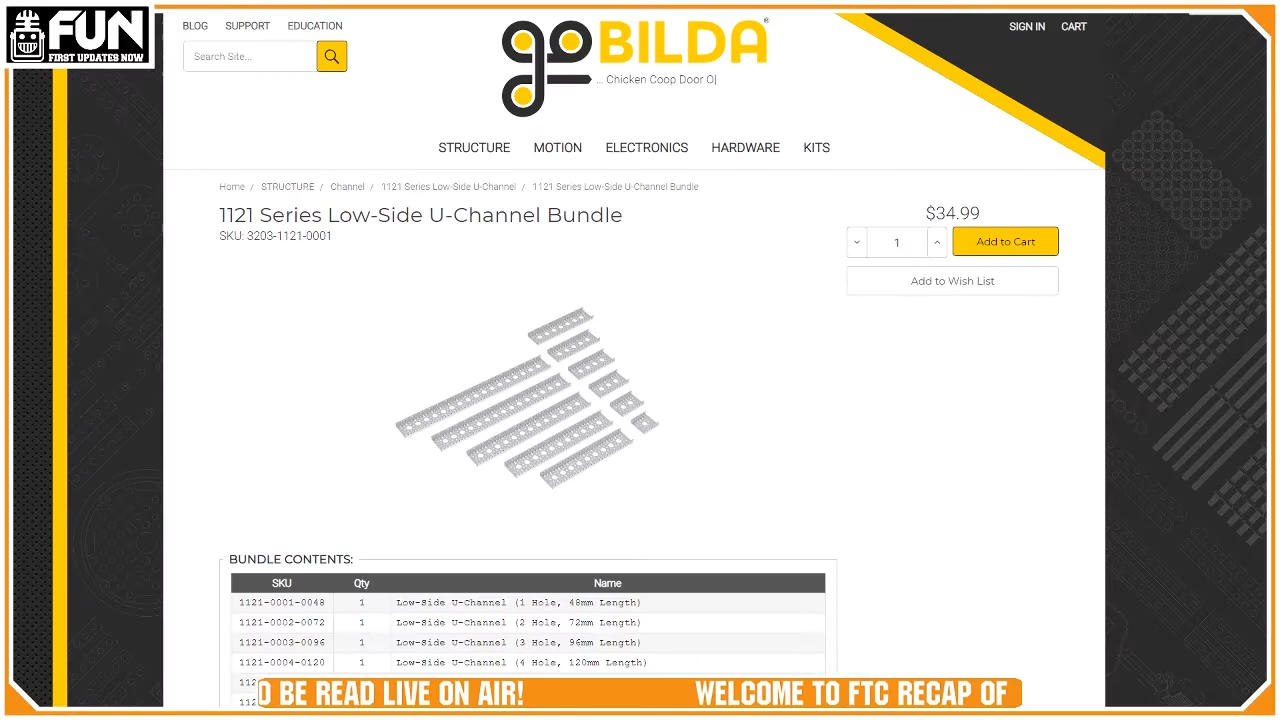 FUN
FIRST UPDATES NOW
BLOG SUPPORT EDUCATION
Search Site...
goBILDA®
... Chicken Coop Door O|
SIGN IN CART
STRUCTURE MOTION ELECTRONICS HARDWARE KITS
Home / STRUCTURE / Channel / 1121 Series Low-Side U-Channel / 1121 Series Low-Side U-Channel Bundle
1121 Series Low-Side U-Channel Bundle
SKU: 3203-1121-0001
$34.99
1 Add to Cart
Add to Wish List
BUNDLE CONTENTS:
SKU Qty Name
1121-0001-0048 1 Low-Side U-Channel (1 Hole, 48mm Length)
1121-0002-0072 1 Low-Side U-Channel (2 Hole, 72mm Length)
1121-0003-0096 1 Low-Side U-Channel (3 Hole, 96mm Length)
1121-0004-0120 1 Low-Side U-Channel (4 Hole, 120mm Length)
O BE READ LIVE ON AIR! WELCOME TO FTC RECAP OF